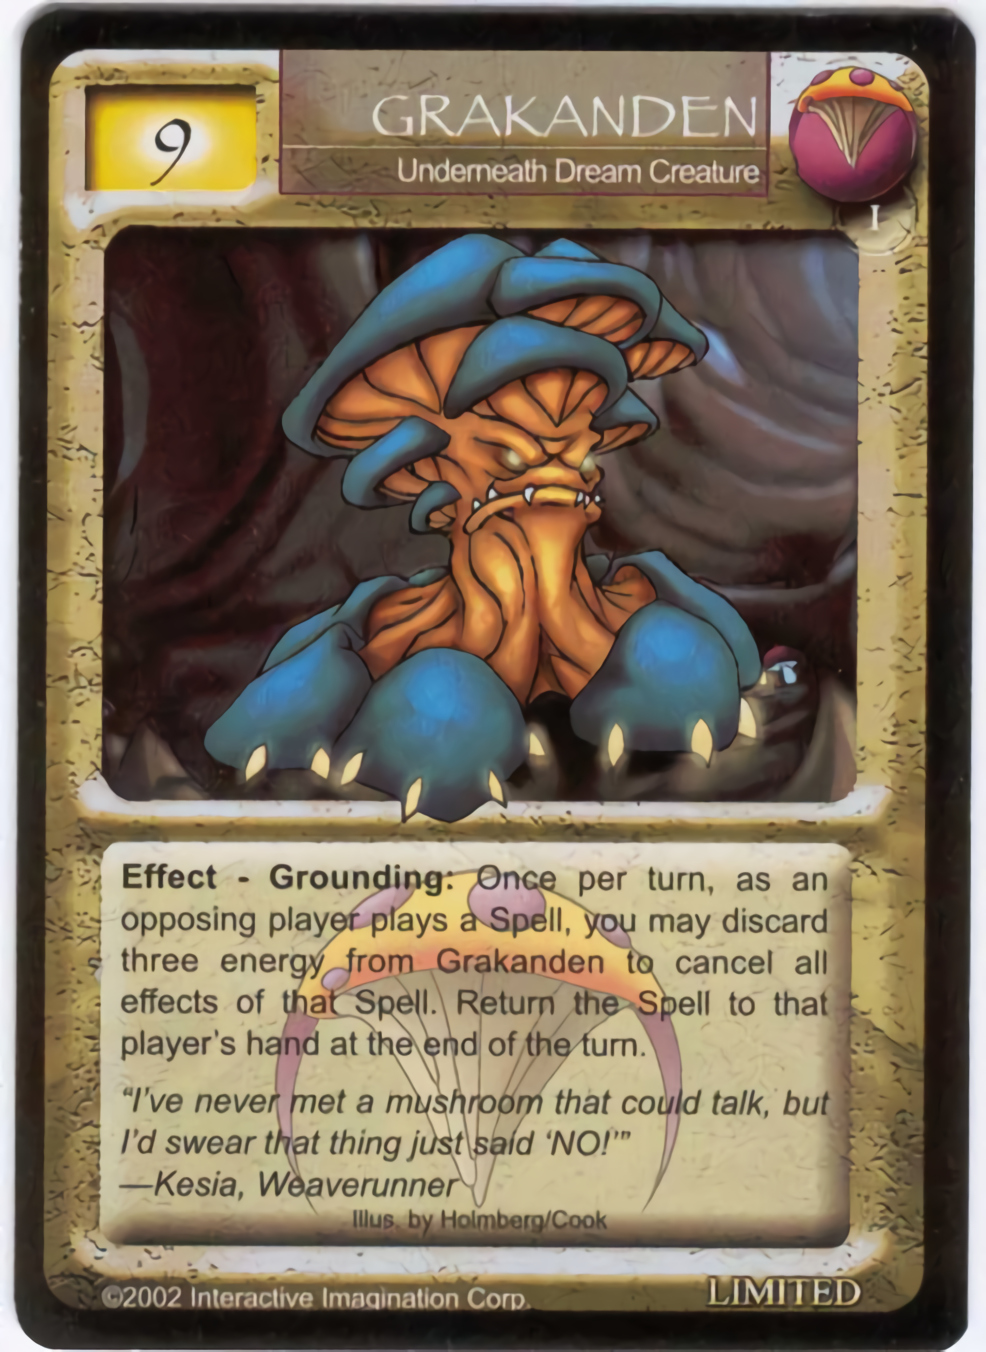 9
GRAKANDEN
Underneath Dream Creature
I
Effect - Grounding: Once per turn, as an
opposing player plays a Spell, you may discard
three energy from Grakanden to cancel all
effects of that Spell. Return the Spell to that
player's hand at the end of the turn.
“I've never met a mushroom that could talk, but
I'd swear that thing just said ‘NO!’”
—Kesia, Weaverunner
Illus. by Holmberg/Cook
©2002 Interactive Imagination Corp.
LIMITED